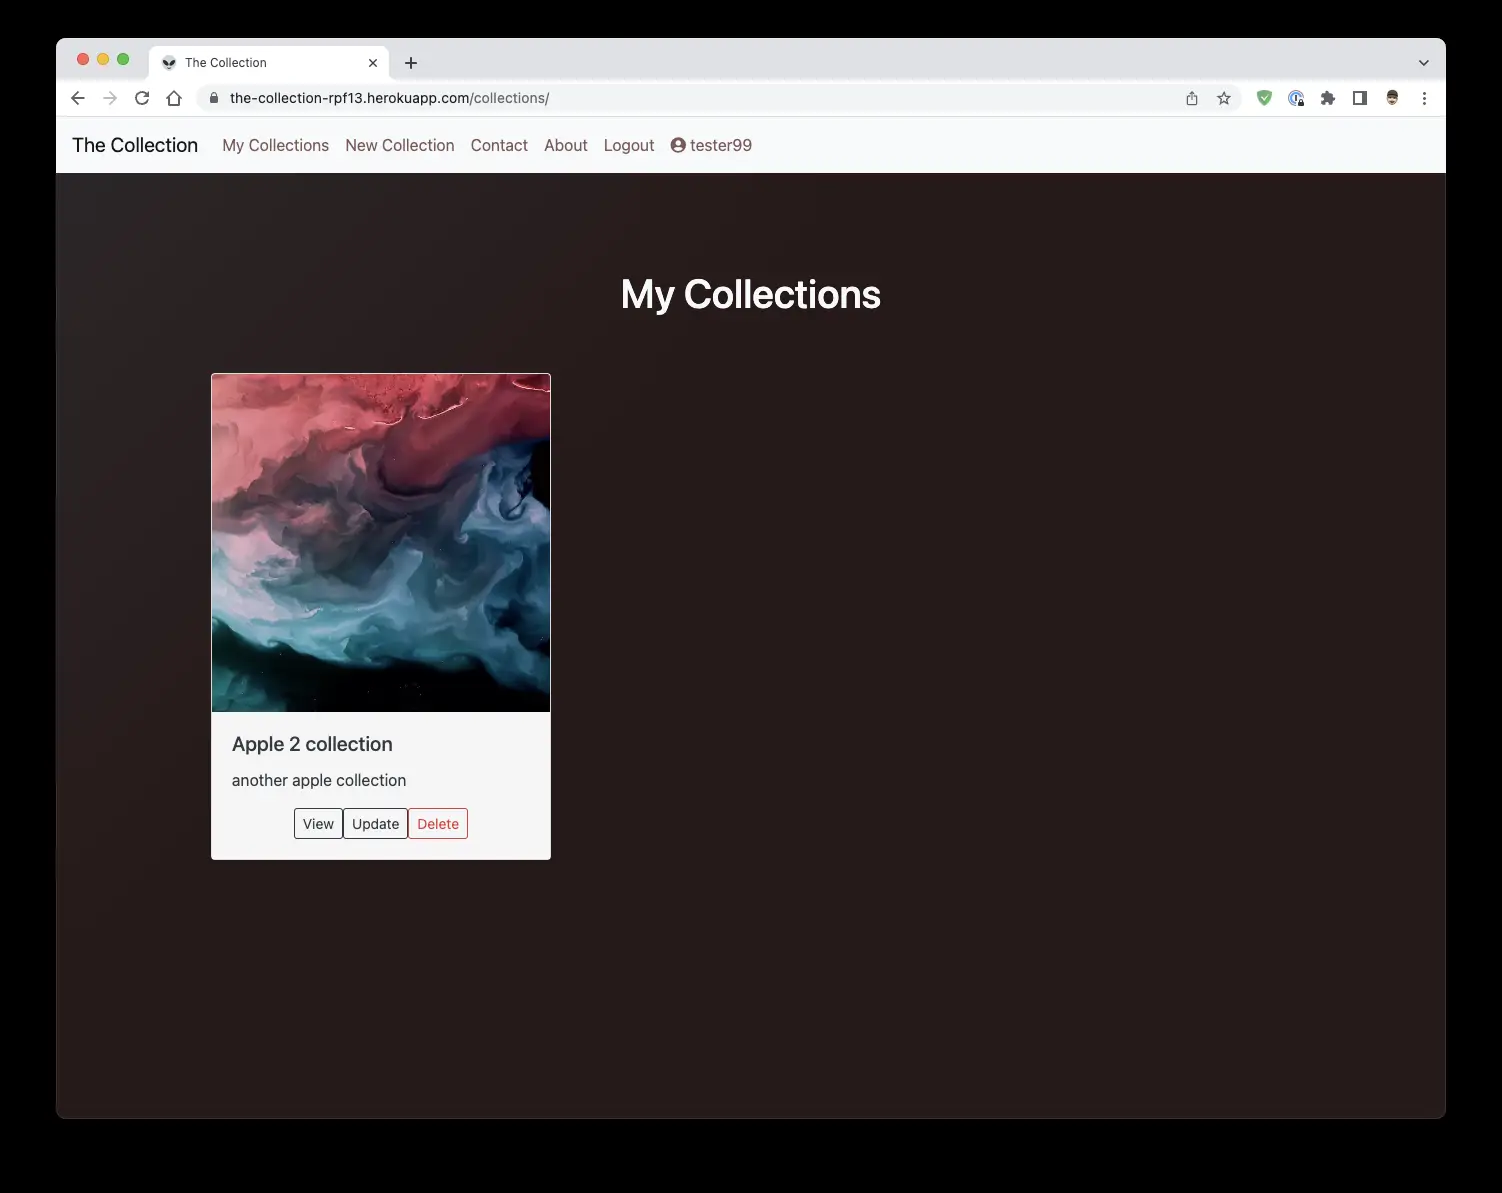 The Collection
the-collection-rpf13.herokuapp.com/collections/
The Collection My Collections New Collection Contact About Logout tester99
My Collections
Apple 2 collection
another apple collection
View Update Delete